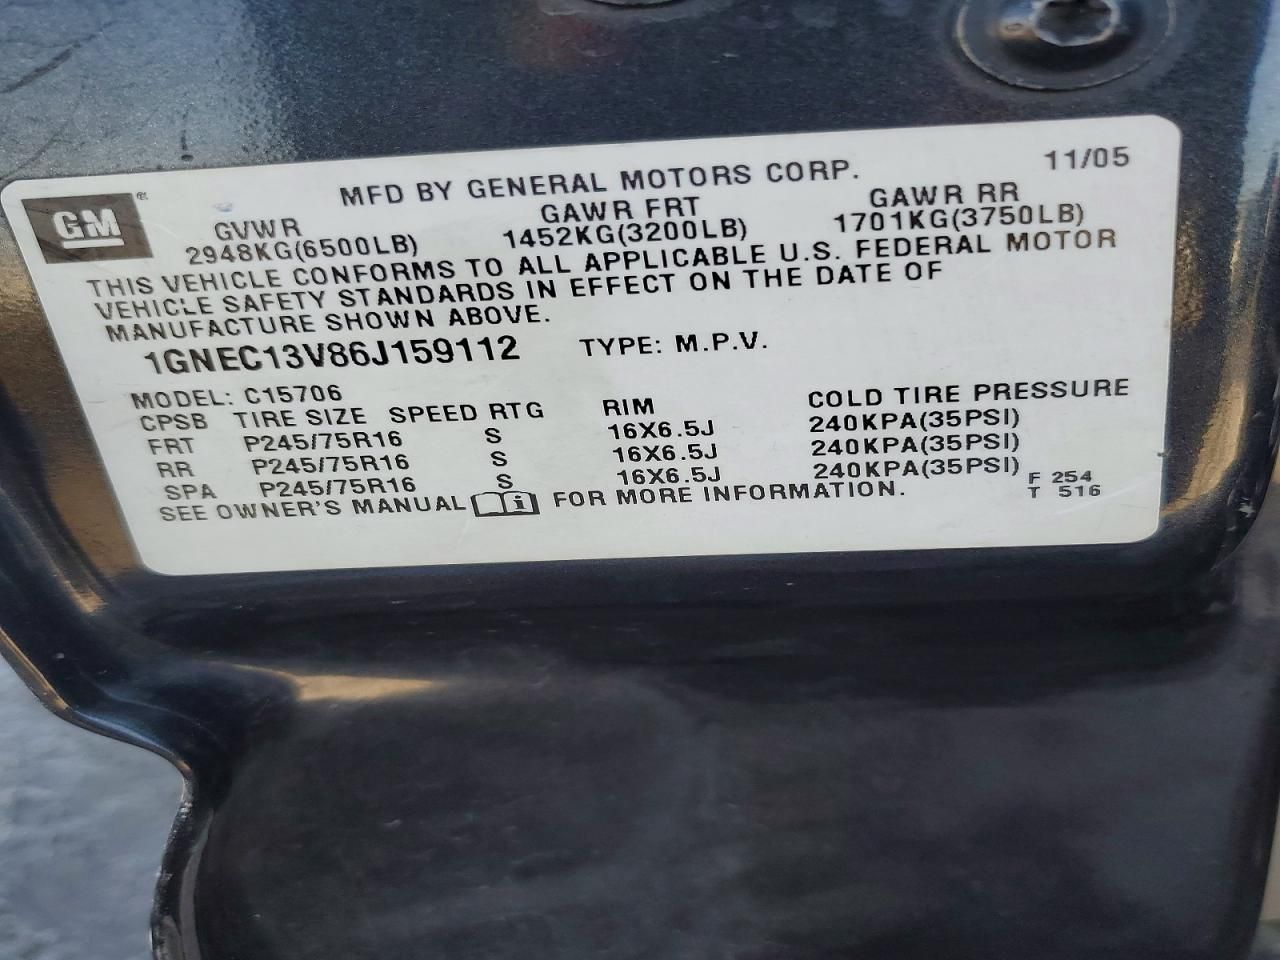 MFD BY GENERAL MOTORS CORP. 11/05
GM
GVWR GAWR FRT GAWR RR
2948KG(6500LB) 1452KG(3200LB) 1701KG(3750LB)
THIS VEHICLE CONFORMS TO ALL APPLICABLE U.S. FEDERAL MOTOR
VEHICLE SAFETY STANDARDS IN EFFECT ON THE DATE OF
MANUFACTURE SHOWN ABOVE.
1GNEC13V86J159112 TYPE: M.P.V.
MODEL: C15706
CPSB TIRE SIZE SPEED RTG RIM COLD TIRE PRESSURE
FRT P245/75R16 S 16X6.5J 240KPA(35PSI)
RR P245/75R16 S 16X6.5J 240KPA(35PSI)
SPA P245/75R16 S 16X6.5J 240KPA(35PSI)
SEE OWNER'S MANUAL i FOR MORE INFORMATION.
F 254
T 516